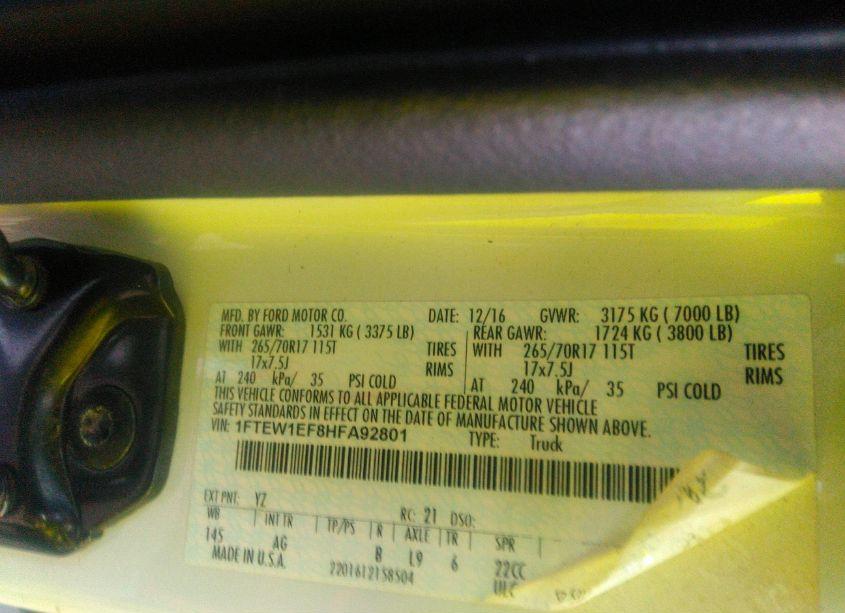 MFD. BY FORD MOTOR CO. DATE: 12/16 GVWR: 3175 KG ( 7000 LB)
FRONT GAWR: 1531 KG ( 3375 LB) REAR GAWR: 1724 KG ( 3800 LB)
WITH 265/70R17 115T TIRES WITH 265/70R17 115T TIRES
17x7.5J RIMS 17x7.5J RIMS
AT 240 kPa/ 35 PSI COLD AT 240 kPa/ 35 PSI COLD
THIS VEHICLE CONFORMS TO ALL APPLICABLE FEDERAL MOTOR VEHICLE
SAFETY STANDARDS IN EFFECT ON THE DATE OF MANUFACTURE SHOWN ABOVE.
VIN: 1FTEW1EF8HFA92801 TYPE: Truck
EXT PNT: YZ RC: 21 DSO:
WB INT TR TP/PS R AXLE TR SPR
145 AG B L9 6 22CC
MADE IN U.S.A. 2201612158504 ULC